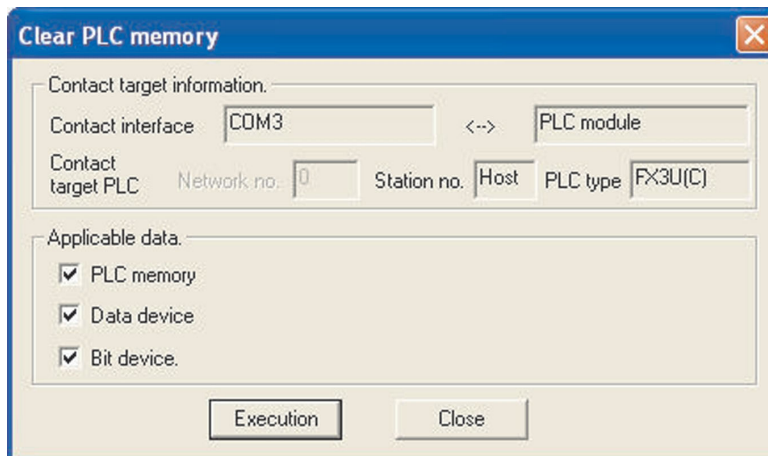 Clear PLC memory
Contact target information.
Contact interface COM3 <--> PLC module
Contact target PLC Network no. 0 Station no. Host PLC type FX3U(C)
Applicable data.
PLC memory
Data device
Bit device.
Execution Close